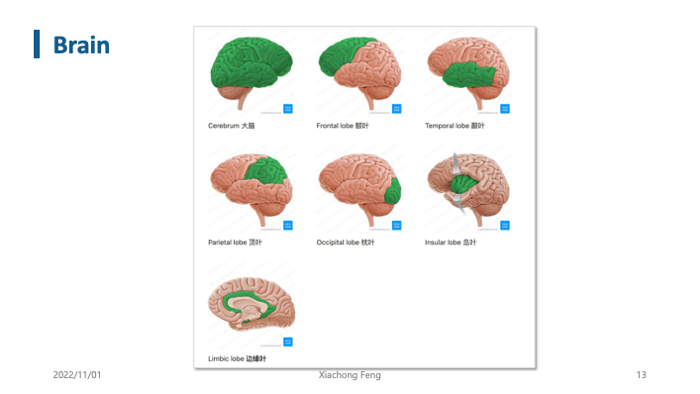 Brain
Cerebrum 大脑
Frontal lobe 额叶
Temporal lobe 颞叶
Parietal lobe 顶叶
Occipital lobe 枕叶
Insular lobe 岛叶
Limbic lobe 边缘叶
2022/11/01
Xiachong Feng
13